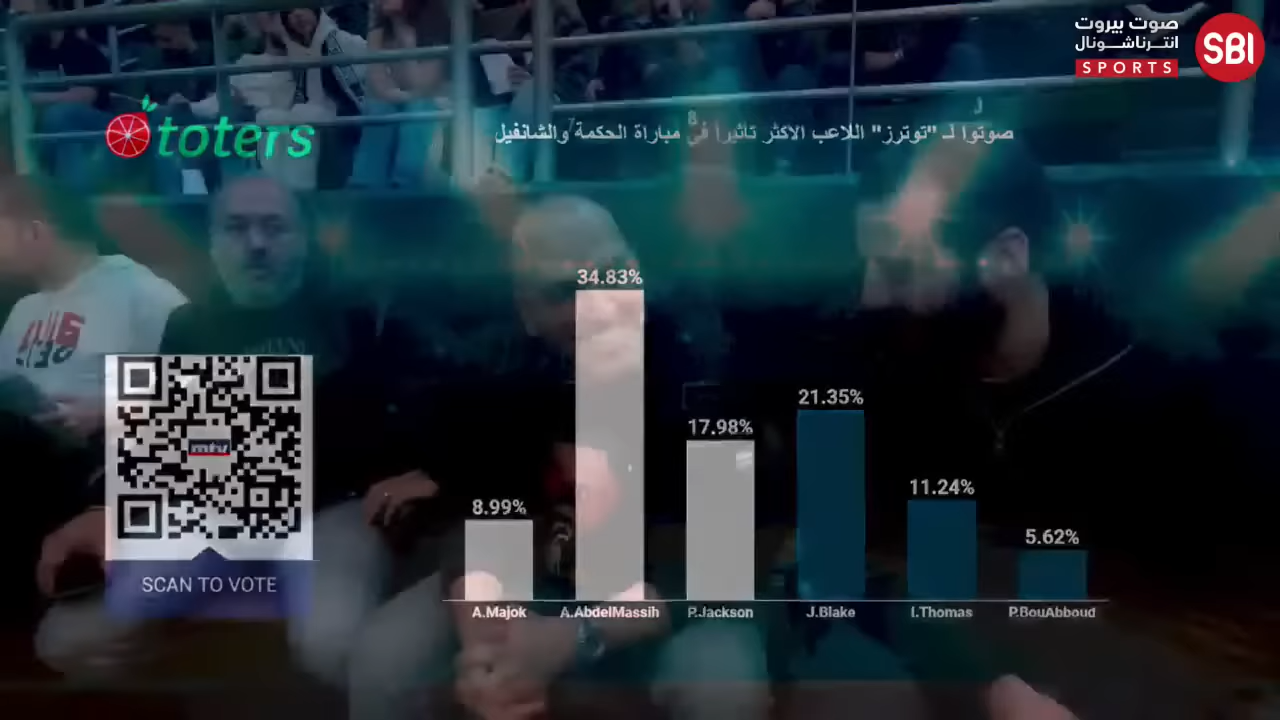 صوت بيروت
انترناشونال
SPORTS
SBI
toters
صوتوا لـ "توترز" اللاعب الاكثر تأثيرا في مباراة الحكمة والشانفيل
34.83%
21.35%
17.98%
11.24%
8.99%
5.62%
A.Majok
A.AbdelMassih
P.Jackson
J.Blake
I.Thomas
P.BouAbboud
mtv
SCAN TO VOTE